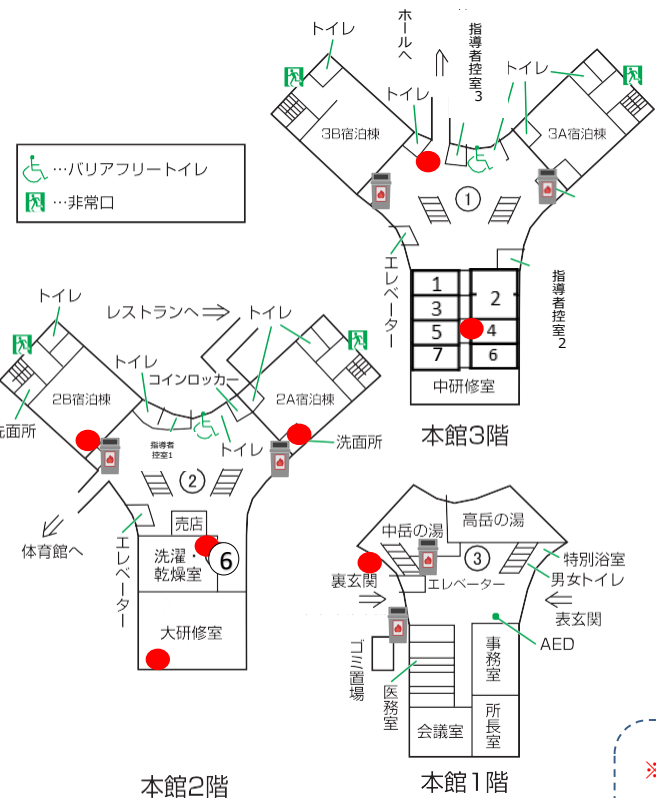 …バリアフリートイレ
…非常口
トイレ
ホールへ
指導者控室3
トイレ
トイレ
3B宿泊棟
3A宿泊棟
①
エレベーター
指導者控室2
1
2
3
5
4
7
6
中研修室
本館3階
トイレ
レストランへ
トイレ
トイレ
コインロッカー
2B宿泊棟
2A宿泊棟
洗面所
指導者
控室1
トイレ
洗面所
②
体育館へ
エレベーター
売店
洗濯・
乾燥室
⑥
大研修室
本館2階
中岳の湯
高岳の湯
③
特別浴室
男女トイレ
裏玄関
エレベーター
表玄関
AED
ゴミ置場
医務室
事務室
会議室
所長室
本館1階
※